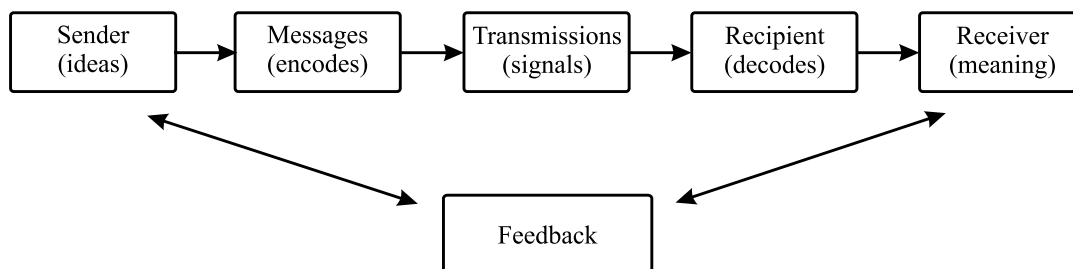 Sender
(ideas)
Messages
(encodes)
Transmissions
(signals)
Recipient
(decodes)
Receiver
(meaning)
Feedback